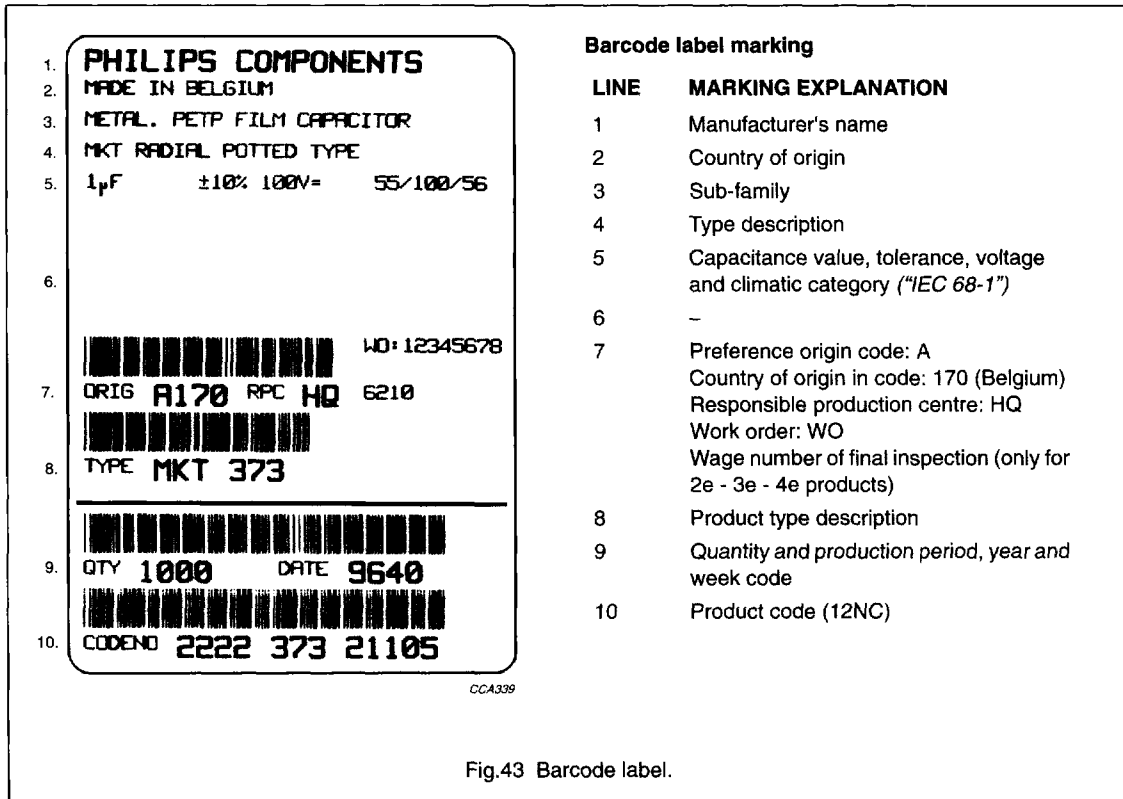 1. PHILIPS COMPONENTS
2. MADE IN BELGIUM
3. METAL. PETP FILM CAPACITOR
4. MKT RADIAL POTTED TYPE
5. 1µF ±10% 100V= 55/100/56
6.
WO:12345678
7. ORIG A170 RPC HQ 6210
8. TYPE MKT 373
9. QTY 1000 DATE 9640
10. CODENO 2222 373 21105
CCA339
Barcode label marking
LINE MARKING EXPLANATION
1 Manufacturer's name
2 Country of origin
3 Sub-family
4 Type description
5 Capacitance value, tolerance, voltage
and climatic category ("IEC 68-1")
6 –
7 Preference origin code: A
Country of origin in code: 170 (Belgium)
Responsible production centre: HQ
Work order: WO
Wage number of final inspection (only for
2e - 3e - 4e products)
8 Product type description
9 Quantity and production period, year and
week code
10 Product code (12NC)
Fig.43 Barcode label.